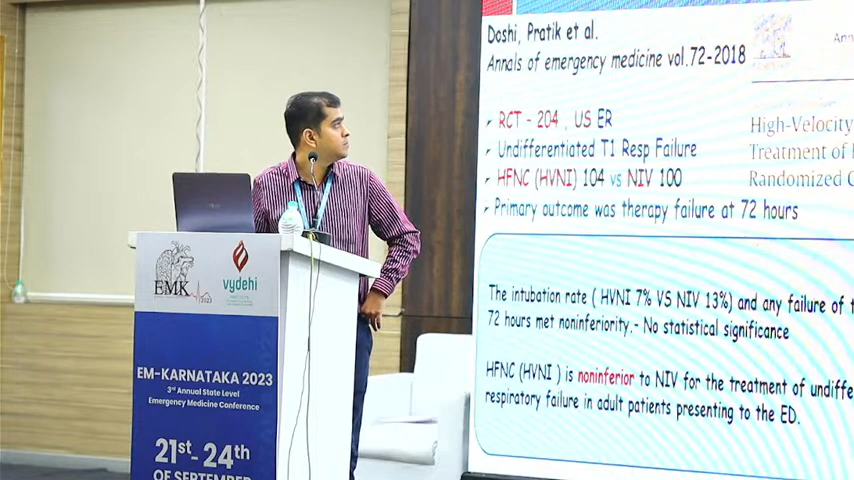 EMK
2023
vydehi
EM-KARNATAKA 2023
3rd Annual State Level
Emergency Medicine Conference
21st - 24th
OF SEPTEMBER
Doshi, Pratik et al.
Annals of emergency medicine vol.72-2018
RCT - 204 , US ER
Undifferentiated T1 Resp Failure
HFNC (HVNI) 104 vs NIV 100
Primary outcome was therapy failure at 72 hours
Ann
High-Velocity
Treatment of
Randomized
The intubation rate ( HVNI 7% VS NIV 13%) and any failure of
72 hours met noninferiority.- No statistical significance
HFNC (HVNI ) is noninferior to NIV for the treatment of undiffe
respiratory failure in adult patients presenting to the ED.